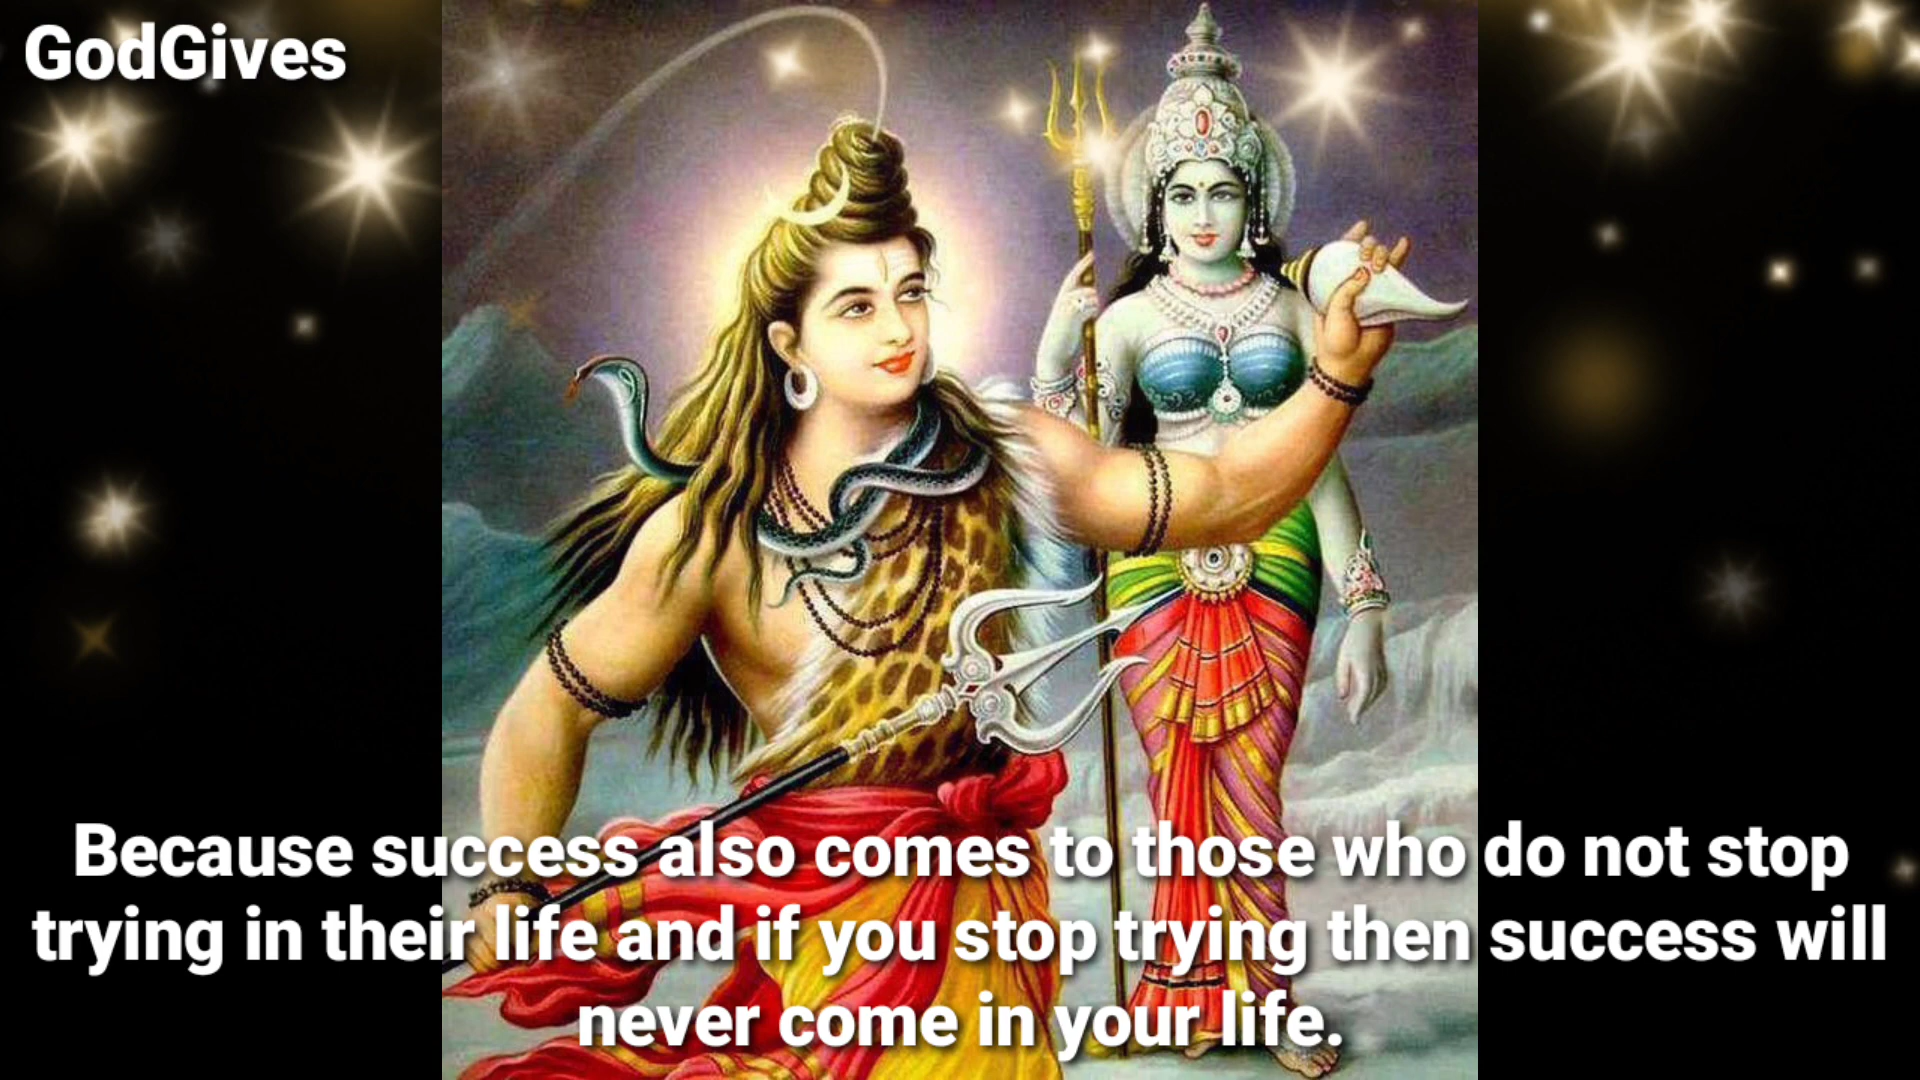 GodGives
Because success also comes to those who do not stop
trying in their life and if you stop trying then success will
never come in your life.